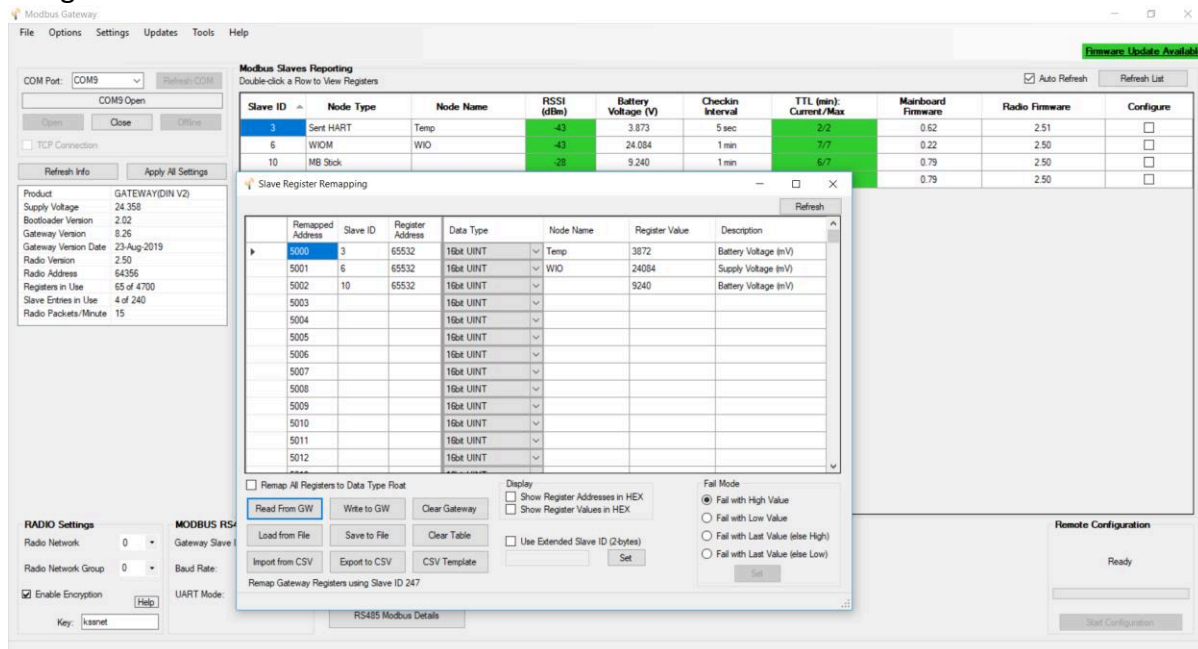 Modbus Gateway
File Options Settings Updates Tools Help
Firmware Update Availabl
COM Port: COM9 Refresh COM
COM9 Open
Open Close Offline
TCP Connection
Refresh Info Apply All Settings
Product GATEWAY(DIN V2)
Supply Voltage 24.358
Bootloader Version 2.02
Gateway Version 8.26
Gateway Version Date 23-Aug-2019
Radio Version 2.50
Radio Address 64356
Registers in Use 65 of 4700
Slave Entries in Use 4 of 240
Radio Packets/Minute 15
Modbus Slaves Reporting
Double-click a Row to View Registers
Auto Refresh Refresh List
Slave ID Node Type Node Name RSSI (dBm) Battery Voltage (V) Checkin Interval TTL (min): Current/Max Mainboard Firmware Radio Firmware Configure
3 Sent HART Temp -43 3.873 5 sec 2/2 0.62 2.51
6 WIOM WIO -43 24.084 1 min 7/7 0.22 2.50
10 MB Stick -28 9.240 1 min 6/7 0.79 2.50
0.79 2.50
Slave Register Remapping
Refresh
Remapped Address Slave ID Register Address Data Type Node Name Register Value Description
5000 3 65532 16bit UINT Temp 3872 Battery Voltage (mV)
5001 6 65532 16bit UINT WIO 24084 Supply Voltage (mV)
5002 10 65532 16bit UINT 9240 Battery Voltage (mV)
5003 16bit UINT
5004 16bit UINT
5005 16bit UINT
5006 16bit UINT
5007 16bit UINT
5008 16bit UINT
5009 16bit UINT
5010 16bit UINT
5011 16bit UINT
5012 16bit UINT
Remap All Registers to Data Type Float
Read From GW Write to GW Clear Gateway
Load from File Save to File Clear Table
Import from CSV Export to CSV CSV Template
Remap Gateway Registers using Slave ID 247
Display
Show Register Addresses in HEX
Show Register Values in HEX
Use Extended Slave ID (2-bytes)
Set
Fail Mode
Fail with High Value
Fail with Low Value
Fail with Last Value (else High)
Fail with Last Value (else Low)
Set
RADIO Settings
Radio Network 0
Radio Network Group 0
Enable Encryption Help
Key: kssnet
MODBUS RS4
Gateway Slave I
Baud Rate:
UART Mode:
RS485 Modbus Details
Remote Configuration
Ready
Start Configuration